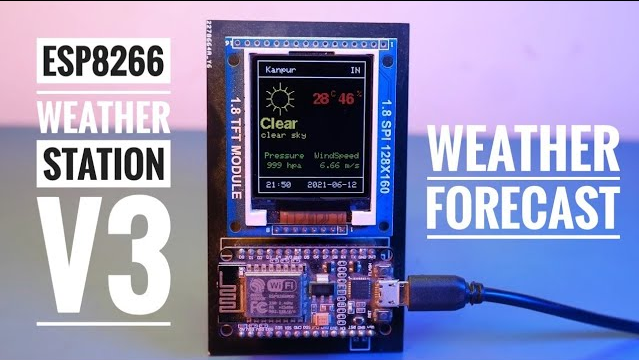 ESP8266
WEATHER
STATION
V3
WEATHER
FORECAST
1.8 TFT MODULE
1.8 SPI 128X160
Kanpur IN
28°C 46%
Clear
clear sky
Pressure WindSpeed
999 hpa 6.66 m/s
21:50 2021-06-12
WiFi